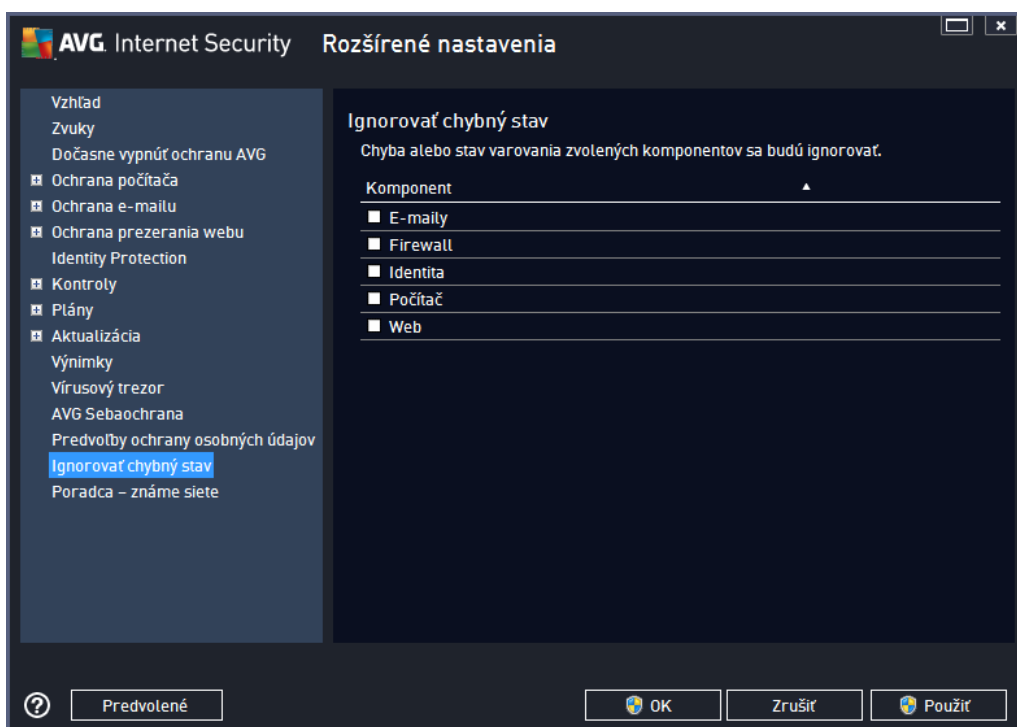 AVG. Internet Security Rozšírené nastavenia
Vzhľad
Zvuky
Dočasne vypnúť ochranu AVG
Ochrana počítača
Ochrana e-mailu
Ochrana prezerania webu
Identity Protection
Kontroly
Plány
Aktualizácia
Výnimky
Vírusový trezor
AVG Sebaochrana
Predvoľby ochrany osobných údajov
Ignorovať chybný stav
Poradca – známe siete
Ignorovať chybný stav
Chyba alebo stav varovania zvolených komponentov sa budú ignorovať.
Komponent
E-maily
Firewall
Identita
Počítač
Web
Predvolené
OK
Zrušiť
Použiť